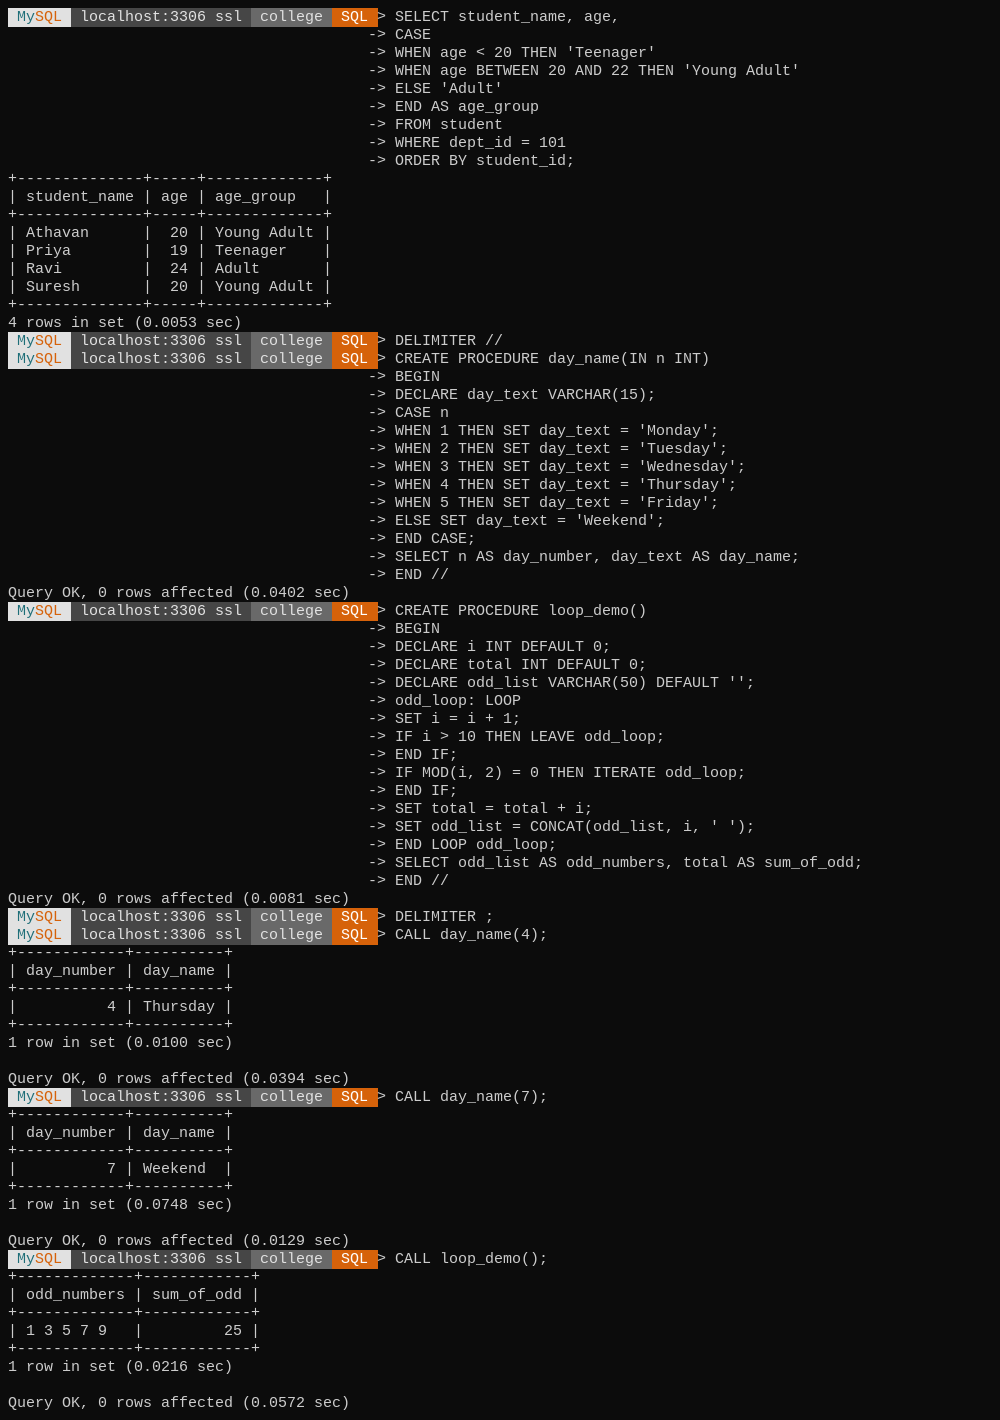 MySQL localhost:3306 ssl college SQL > SELECT student_name, age,
-> CASE
-> WHEN age < 20 THEN 'Teenager'
-> WHEN age BETWEEN 20 AND 22 THEN 'Young Adult'
-> ELSE 'Adult'
-> END AS age_group
-> FROM student
-> WHERE dept_id = 101
-> ORDER BY student_id;
+--------------+-----+-------------+
| student_name | age | age_group   |
+--------------+-----+-------------+
| Athavan      |  20 | Young Adult |
| Priya        |  19 | Teenager    |
| Ravi         |  24 | Adult       |
| Suresh       |  20 | Young Adult |
+--------------+-----+-------------+
4 rows in set (0.0053 sec)
MySQL localhost:3306 ssl college SQL > DELIMITER //
MySQL localhost:3306 ssl college SQL > CREATE PROCEDURE day_name(IN n INT)
-> BEGIN
-> DECLARE day_text VARCHAR(15);
-> CASE n
-> WHEN 1 THEN SET day_text = 'Monday';
-> WHEN 2 THEN SET day_text = 'Tuesday';
-> WHEN 3 THEN SET day_text = 'Wednesday';
-> WHEN 4 THEN SET day_text = 'Thursday';
-> WHEN 5 THEN SET day_text = 'Friday';
-> ELSE SET day_text = 'Weekend';
-> END CASE;
-> SELECT n AS day_number, day_text AS day_name;
-> END //
Query OK, 0 rows affected (0.0402 sec)
MySQL localhost:3306 ssl college SQL > CREATE PROCEDURE loop_demo()
-> BEGIN
-> DECLARE i INT DEFAULT 0;
-> DECLARE total INT DEFAULT 0;
-> DECLARE odd_list VARCHAR(50) DEFAULT '';
-> odd_loop: LOOP
-> SET i = i + 1;
-> IF i > 10 THEN LEAVE odd_loop;
-> END IF;
-> IF MOD(i, 2) = 0 THEN ITERATE odd_loop;
-> END IF;
-> SET total = total + i;
-> SET odd_list = CONCAT(odd_list, i, ' ');
-> END LOOP odd_loop;
-> SELECT odd_list AS odd_numbers, total AS sum_of_odd;
-> END //
Query OK, 0 rows affected (0.0081 sec)
MySQL localhost:3306 ssl college SQL > DELIMITER ;
MySQL localhost:3306 ssl college SQL > CALL day_name(4);
+------------+----------+
| day_number | day_name |
+------------+----------+
|          4 | Thursday |
+------------+----------+
1 row in set (0.0100 sec)

Query OK, 0 rows affected (0.0394 sec)
MySQL localhost:3306 ssl college SQL > CALL day_name(7);
+------------+----------+
| day_number | day_name |
+------------+----------+
|          7 | Weekend  |
+------------+----------+
1 row in set (0.0748 sec)

Query OK, 0 rows affected (0.0129 sec)
MySQL localhost:3306 ssl college SQL > CALL loop_demo();
+-------------+------------+
| odd_numbers | sum_of_odd |
+-------------+------------+
| 1 3 5 7 9   |         25 |
+-------------+------------+
1 row in set (0.0216 sec)

Query OK, 0 rows affected (0.0572 sec)